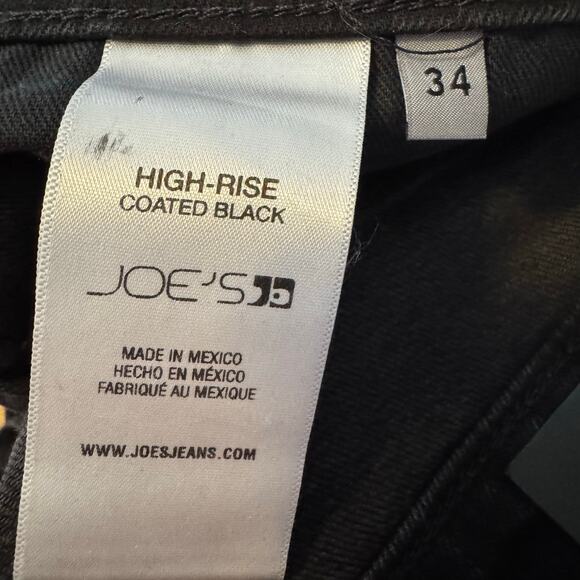 34
HIGH-RISE
COATED BLACK
JOE'S
MADE IN MEXICO
HECHO EN MÉXICO
FABRIQUÉ AU MEXIQUE
WWW.JOESJEANS.COM